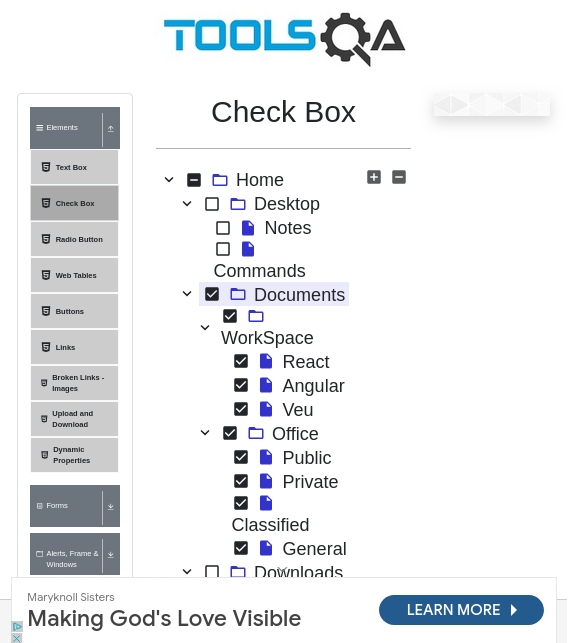 TOOLSQA
Check Box
Elements
Text Box
Check Box
Radio Button
Web Tables
Buttons
Links
Broken Links -
Images
Upload and
Download
Dynamic
Properties
Forms
Alerts, Frame &
Windows
Home
Desktop
Notes
Commands
Documents
WorkSpace
React
Angular
Veu
Office
Public
Private
Classified
General
Downloads
Maryknoll Sisters
Making God's Love Visible
LEARN MORE